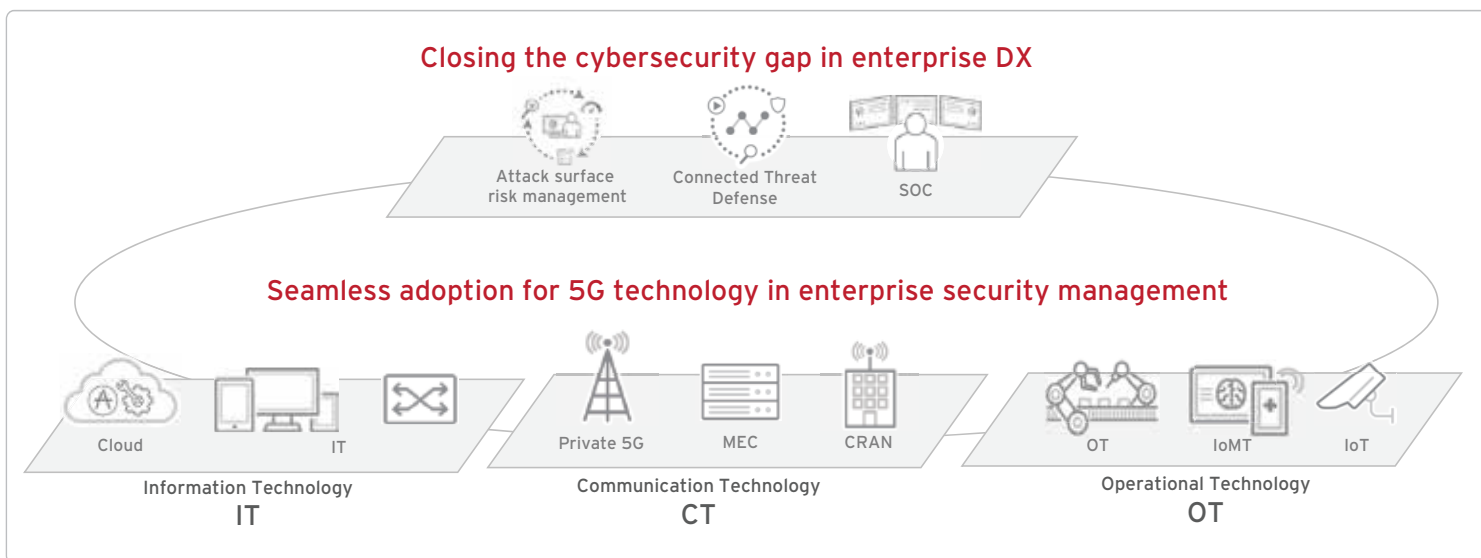 Closing the cybersecurity gap in enterprise DX
Attack surface
risk management
Connected Threat
Defense
SOC
Seamless adoption for 5G technology in enterprise security management
Cloud
IT
Private 5G
MEC
CRAN
OT
IoMT
IoT
Information Technology
IT
Communication Technology
CT
Operational Technology
OT